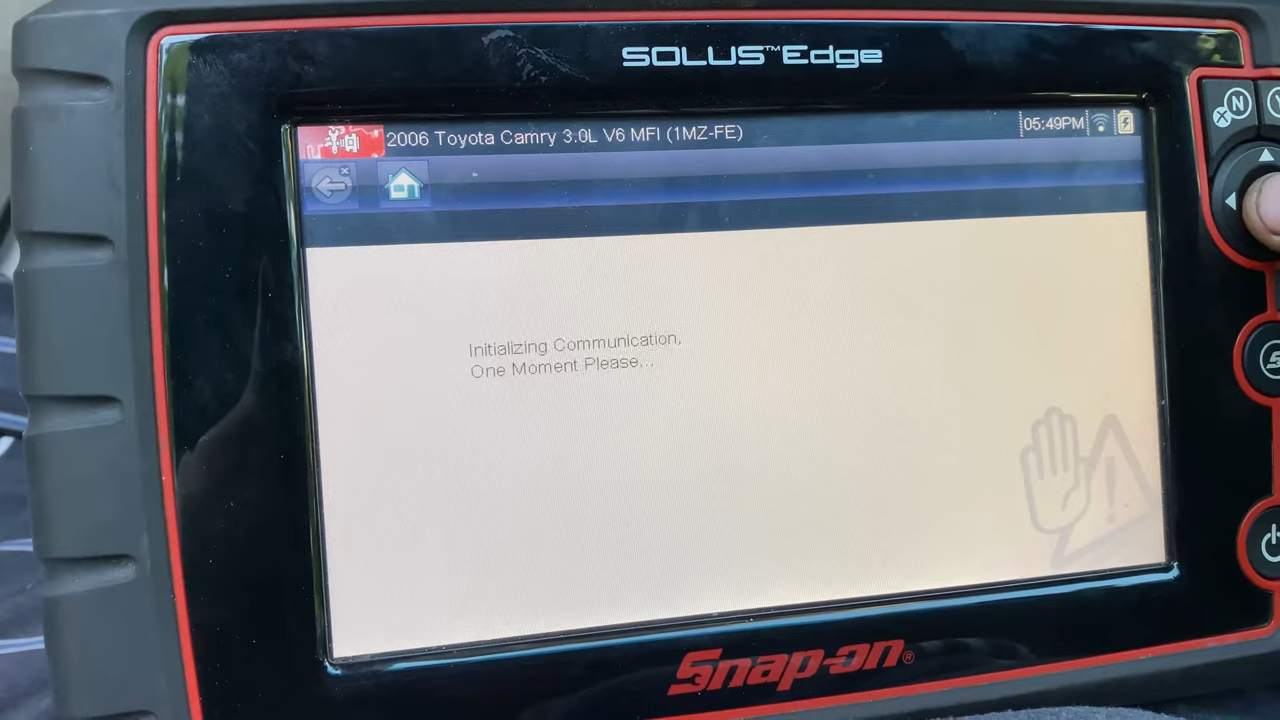 SOLUS™ Edge
2006 Toyota Camry 3.0L V6 MFI (1MZ-FE)
05:49PM
N
X
Initializing Communication,
One Moment Please...
Snap-on®